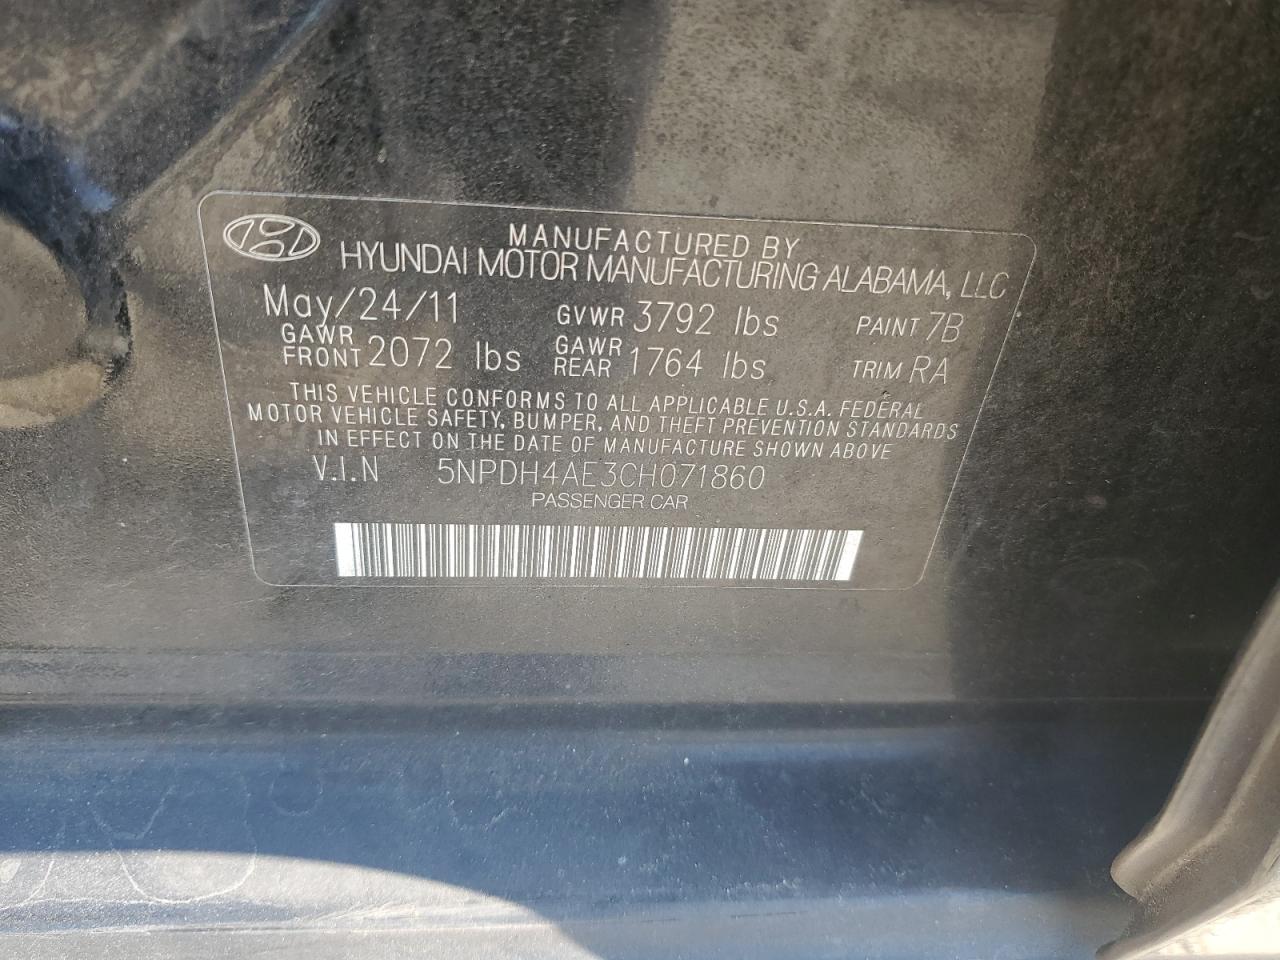 MANUFACTURED BY
HYUNDAI MOTOR MANUFACTURING ALABAMA, LLC
May/24/11 GVWR 3792 lbs PAINT 7B
GAWR FRONT 2072 lbs GAWR REAR 1764 lbs TRIM RA
THIS VEHICLE CONFORMS TO ALL APPLICABLE U.S.A. FEDERAL
MOTOR VEHICLE SAFETY, BUMPER, AND THEFT PREVENTION STANDARDS
IN EFFECT ON THE DATE OF MANUFACTURE SHOWN ABOVE
V.I.N 5NPDH4AE3CH071860
PASSENGER CAR